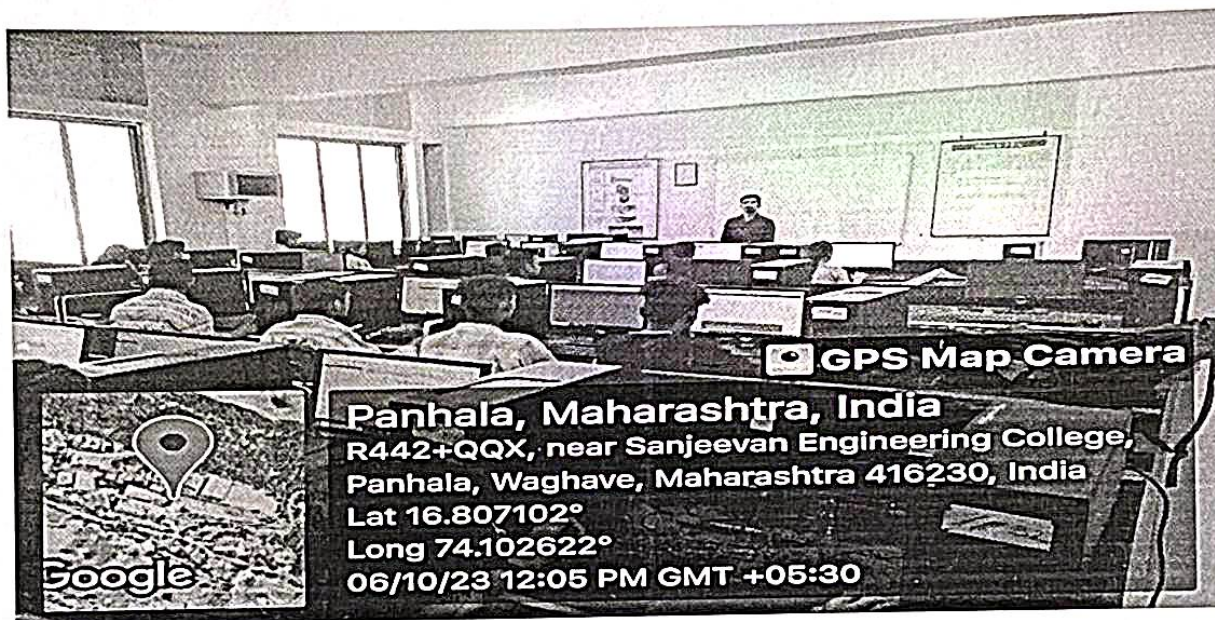 GPS Map Camera
Panhala, Maharashtra, India
R442+QQX, near Sanjeevan Engineering College,
Panhala, Waghave, Maharashtra 416230, India
Lat 16.807102°
Long 74.102622°
06/10/23 12:05 PM GMT +05:30
Google